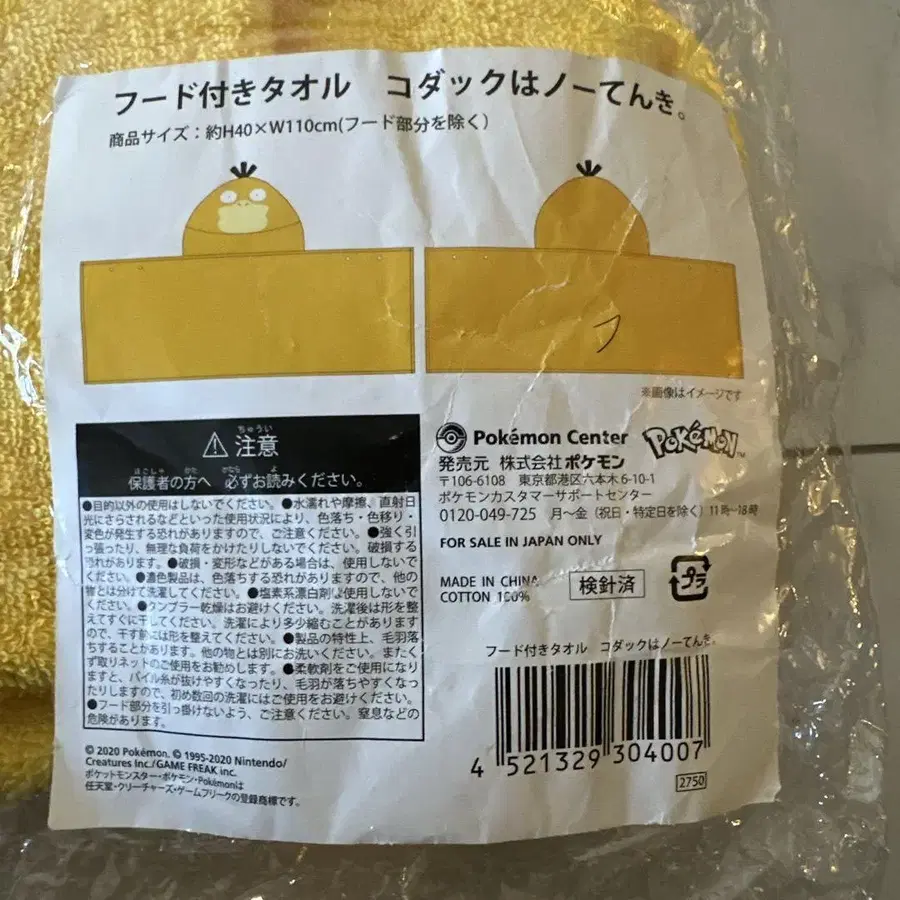 フード付きタオル　コダックはノーてんき。
商品サイズ：約H40×W110cm(フード部分を除く)
※画像はイメージです
ちゅうい
⚠ 注意
ほごしゃ かた かなら よ
保護者の方へ 必ずお読みください。
●目的以外の使用はしないでください。●水濡れや摩擦、直射日
光にさらされるなどといった使用状況により、色落ち・色移り・
変色が発生する恐れがありますので、ご注意ください。●強く引
っ張ったり、無理な負荷をかけたりしないでください。破損する
恐れがあります。●破損・変形などがある場合は、使用しないで
ください。●濃色製品は、色落ちする恐れがありますので、他の
物とは分けて洗濯してください。●塩素系漂白剤は使用しないで
ください。●タンブラー乾燥はお避けください。洗濯後は形を整
えてすぐに干してください。洗濯により多少縮むことがあります
ので、干す前には形を整えてください。●製品の特性上、毛羽落
ちすることがあります。他の物とは別にお洗いください。またく
ず取りネットのご使用をお勧めします。●柔軟剤をご使用になり
ますと、パイル糸が抜けやすくなったり、毛羽が落ちやすくなっ
たりしますので、初め数回の洗濯にはご使用をお避けください。
●フード部分を引っ掛けないよう、ご注意ください。窒息などの
危険があります。
© 2020 Pokémon. © 1995-2020 Nintendo/
Creatures Inc./GAME FREAK inc.
ポケットモンスター・ポケモン・Pokémonは
任天堂・クリーチャーズ・ゲームフリークの登録商標です。
Pokémon Center POKéMON™
発売元 株式会社ポケモン
〒106-6108 東京都港区六本木6-10-1
ポケモンカスタマーサポートセンター
0120-049-725 月～金（祝日・特定日を除く）11時～18時
FOR SALE IN JAPAN ONLY
MADE IN CHINA
COTTON 100%
検針済
プラ
フード付きタオル　コダックはノーてんき。
4 521329 304007
2750